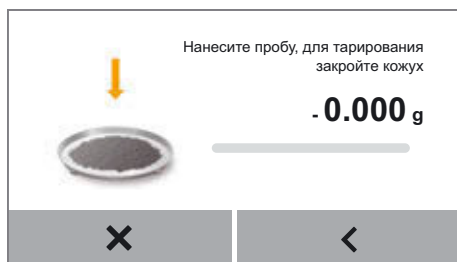 Нанесите пробу, для тарирования
закройте кожух
- 0.000 g